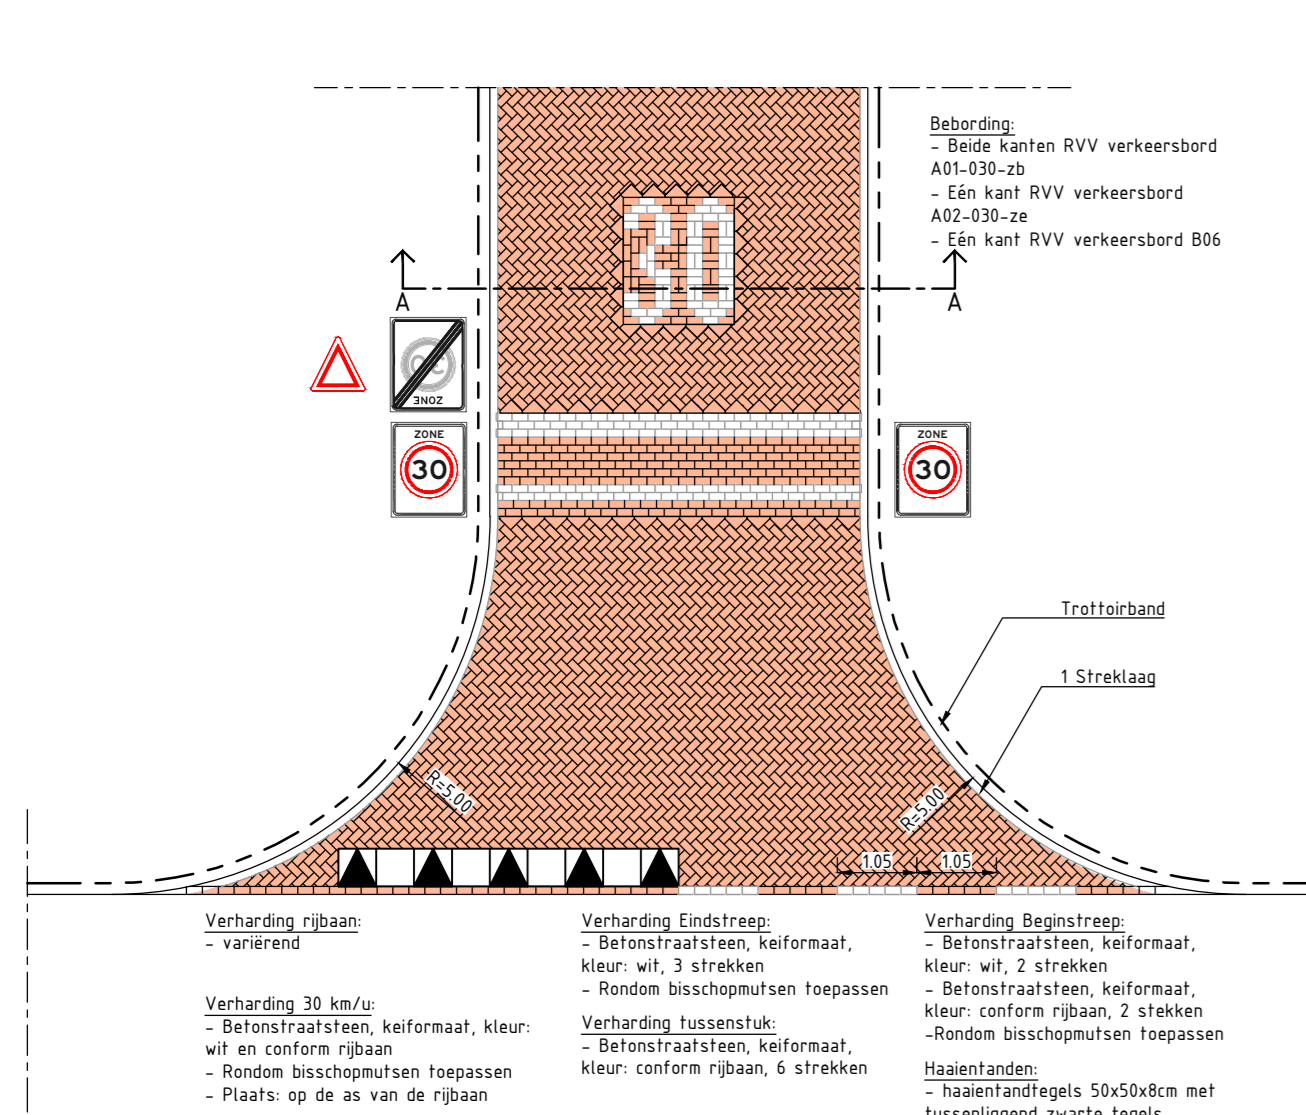 Bebording:
- Beide kanten RVV verkeersbord
A01-030-zb
- Eén kant RVV verkeersbord
A02-030-ze
- Eén kant RVV verkeersbord B06
30
A
A
30
ZONE
ZONE
30
ZONE
30
Trottoirband
1 Streklaag
R=5.00
R=5.00
1.05
1.05
Verharding rijbaan:
- variërend
Verharding 30 km/u:
- Betonstraatsteen, keiformaat, kleur:
wit en conform rijbaan
- Rondom bisschopmutsen toepassen
- Plaats: op de as van de rijbaan
Verharding Eindstreep:
- Betonstraatsteen, keiformaat,
kleur: wit, 3 strekken
- Rondom bisschopmutsen toepassen
Verharding tussenstuk:
- Betonstraatsteen, keiformaat,
kleur: conform rijbaan, 6 strekken
Verharding Beginstreep:
- Betonstraatsteen, keiformaat,
kleur: wit, 2 strekken
- Betonstraatsteen, keiformaat,
kleur: conform rijbaan, 2 stekken
-Rondom bisschopmutsen toepassen
Haaientanden:
- haaientandtegels 50x50x8cm met
tussenliggend zwarte tegels